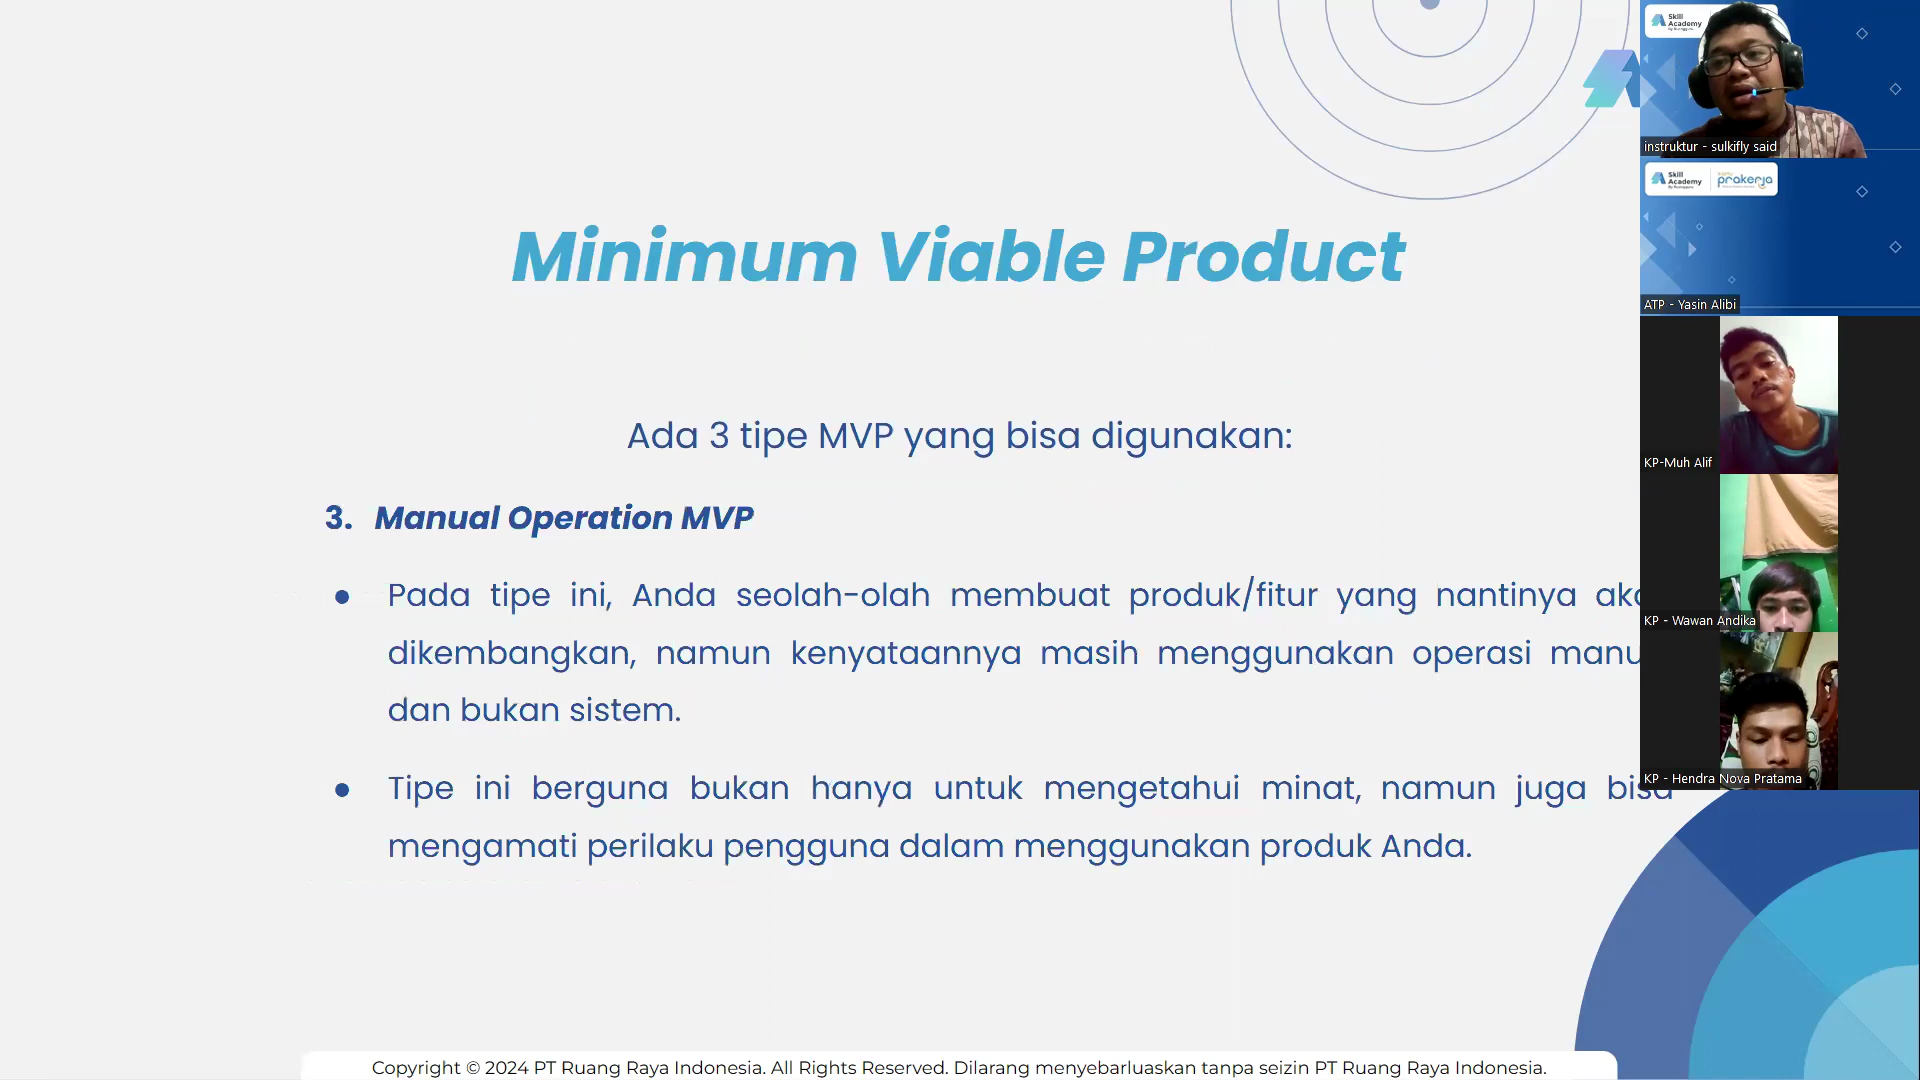 Minimum Viable Product
Ada 3 tipe MVP yang bisa digunakan:
3. Manual Operation MVP
● Pada tipe ini, Anda seolah-olah membuat produk/fitur yang nantinya
dikembangkan, namun kenyataannya masih menggunakan operasi
dan bukan sistem.
● Tipe ini berguna bukan hanya untuk mengetahui minat, namun juga bisa
mengamati perilaku pengguna dalam menggunakan produk Anda.
Copyright © 2024 PT Ruang Raya Indonesia. All Rights Reserved. Dilarang menyebarluaskan tanpa seizin PT Ruang Raya Indonesia.
Skill
Academy
instruktur - sulkifly said
Skill
Academy
prakerja
ATP - Yasin Alibi
KP-Muh Alif
KP - Wawan Andika
KP - Hendra Nova Pratama